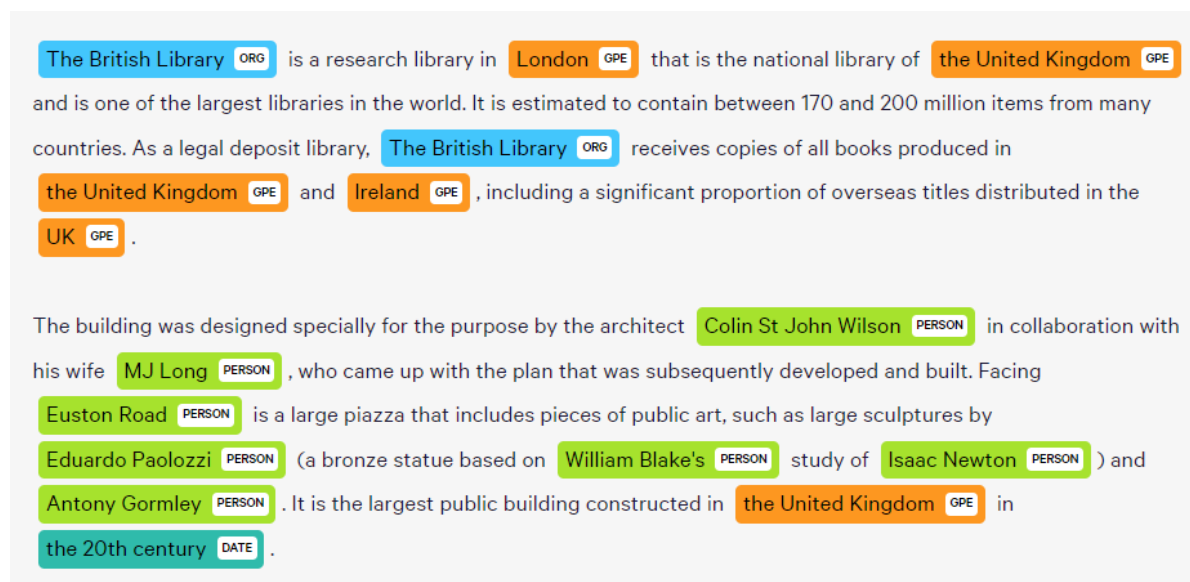 The British Library ORG is a research library in London GPE that is the national library of the United Kingdom GPE
and is one of the largest libraries in the world. It is estimated to contain between 170 and 200 million items from many
countries. As a legal deposit library, The British Library ORG receives copies of all books produced in
the United Kingdom GPE and Ireland GPE , including a significant proportion of overseas titles distributed in the
UK GPE .
The building was designed specially for the purpose by the architect Colin St John Wilson PERSON in collaboration with
his wife MJ Long PERSON , who came up with the plan that was subsequently developed and built. Facing
Euston Road PERSON is a large piazza that includes pieces of public art, such as large sculptures by
Eduardo Paolozzi PERSON (a bronze statue based on William Blake's PERSON study of Isaac Newton PERSON ) and
Antony Gormley PERSON . It is the largest public building constructed in the United Kingdom GPE in
the 20th century DATE .